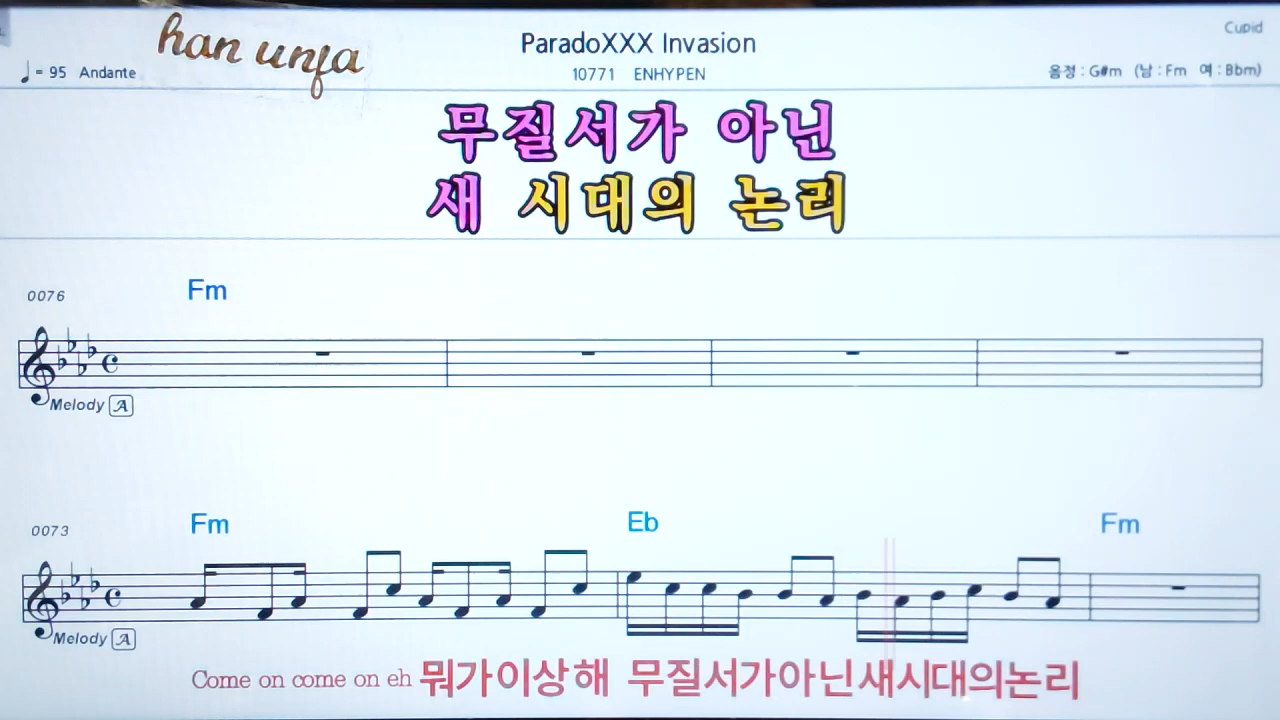 han unfa
ParadoXXX Invasion
Cupid
♩= 95 Andante
10771 ENHYPEN
음정 : G#m (남 : Fm 여 : Bbm)
무질서가 아닌
새 시대의 논리
0076
Fm
Melody A
0073
Fm Eb Fm
Melody A
Come on come on eh 뭐가이상해 무질서가아닌새시대의논리